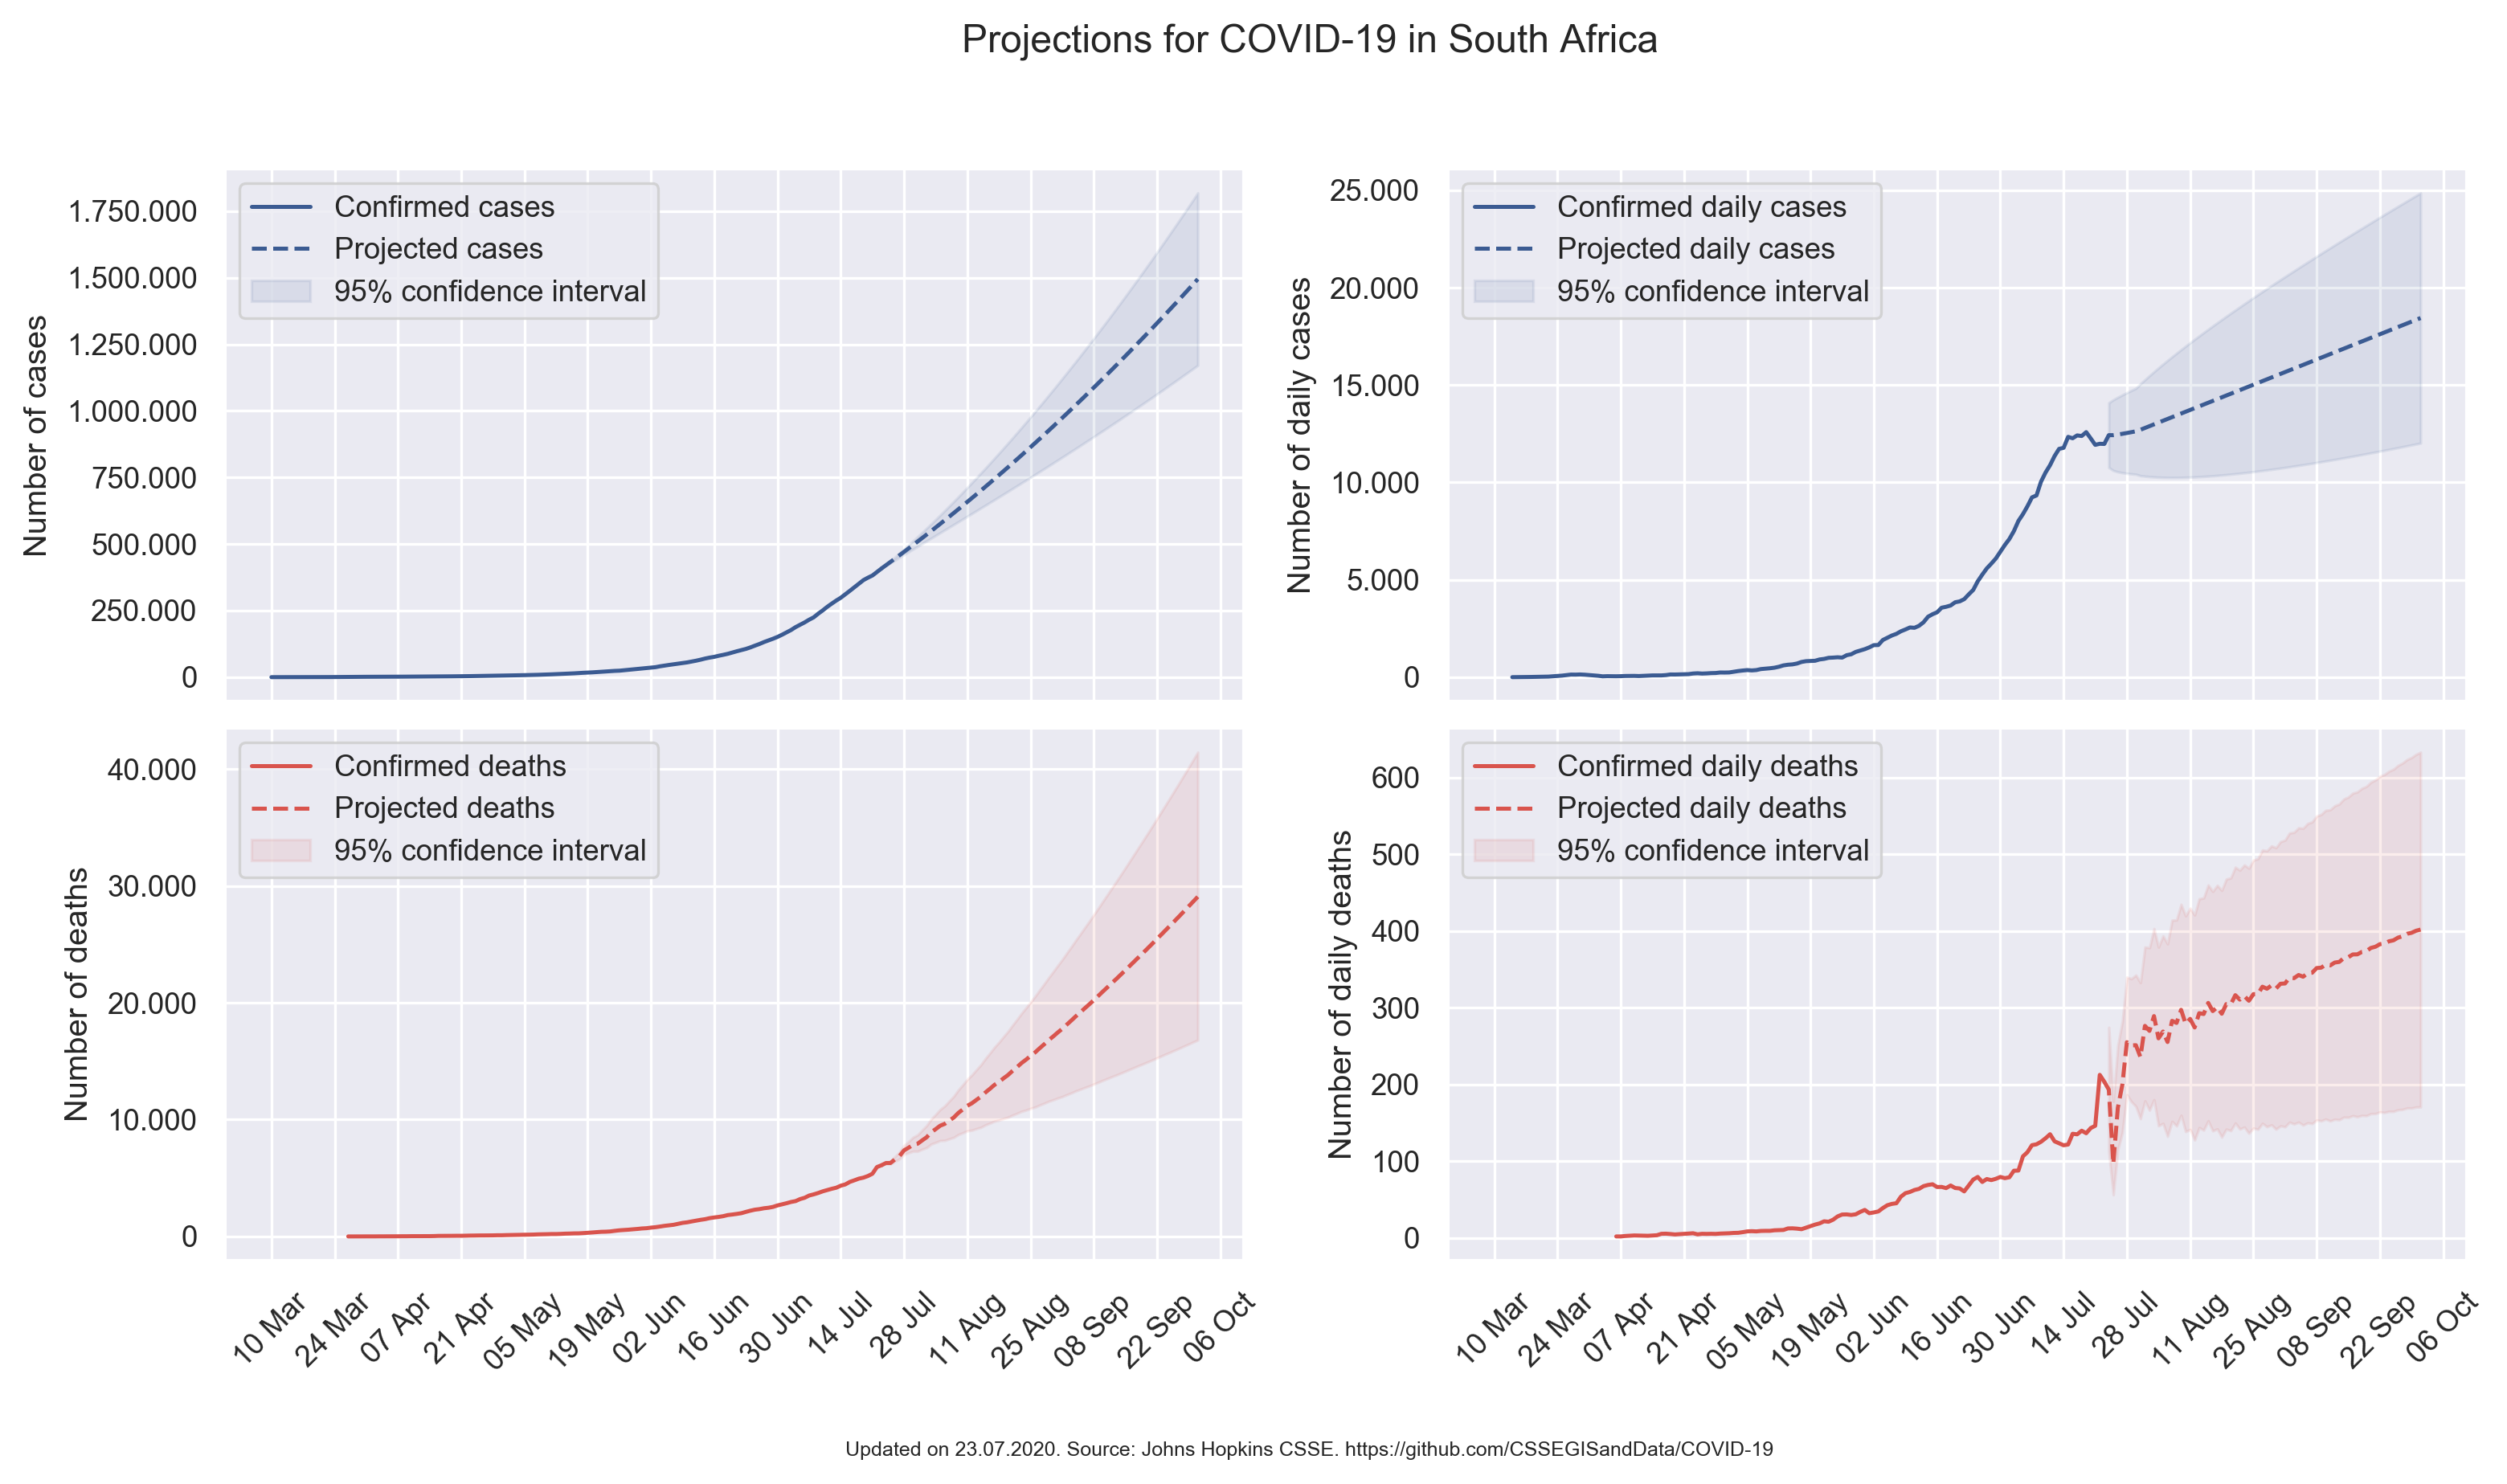 Projections for COVID-19 in South Africa
Number of cases
1.750.000
1.500.000
1.250.000
1.000.000
750.000
500.000
250.000
0
Confirmed cases
Projected cases
95% confidence interval
Number of daily cases
25.000
20.000
15.000
10.000
5.000
0
Confirmed daily cases
Projected daily cases
95% confidence interval
Number of deaths
40.000
30.000
20.000
10.000
0
Confirmed deaths
Projected deaths
95% confidence interval
10 Mar
24 Mar
07 Apr
21 Apr
05 May
19 May
02 Jun
16 Jun
30 Jun
14 Jul
28 Jul
11 Aug
25 Aug
08 Sep
22 Sep
06 Oct
Number of daily deaths
600
500
400
300
200
100
0
Confirmed daily deaths
Projected daily deaths
95% confidence interval
10 Mar
24 Mar
07 Apr
21 Apr
05 May
19 May
02 Jun
16 Jun
30 Jun
14 Jul
28 Jul
11 Aug
25 Aug
08 Sep
22 Sep
06 Oct
Updated on 23.07.2020. Source: Johns Hopkins CSSE. https://github.com/CSSEGISandData/COVID-19